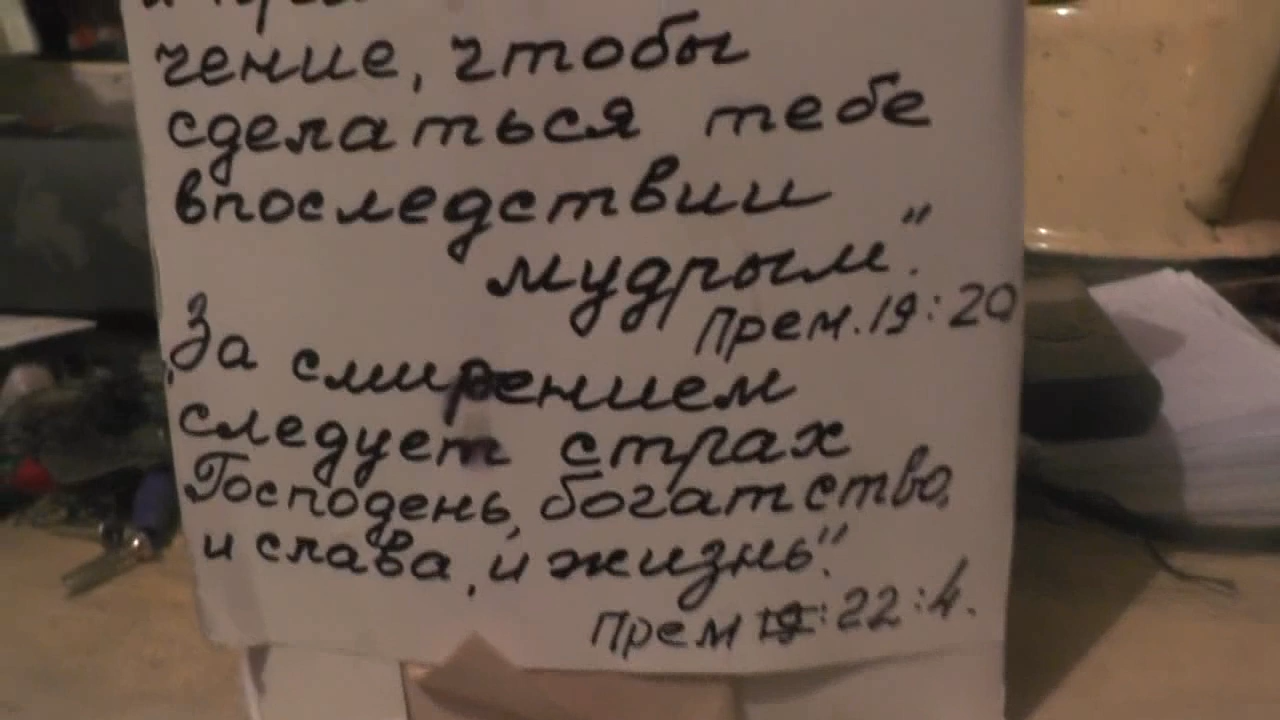 чение, чтобы
сделаться тебе
впоследствии
мудрым."
Прем. 19:20
„За смирением
следует страх
Господень, богатство,
и слава, и жизнь."
Прем 19: 22:4.